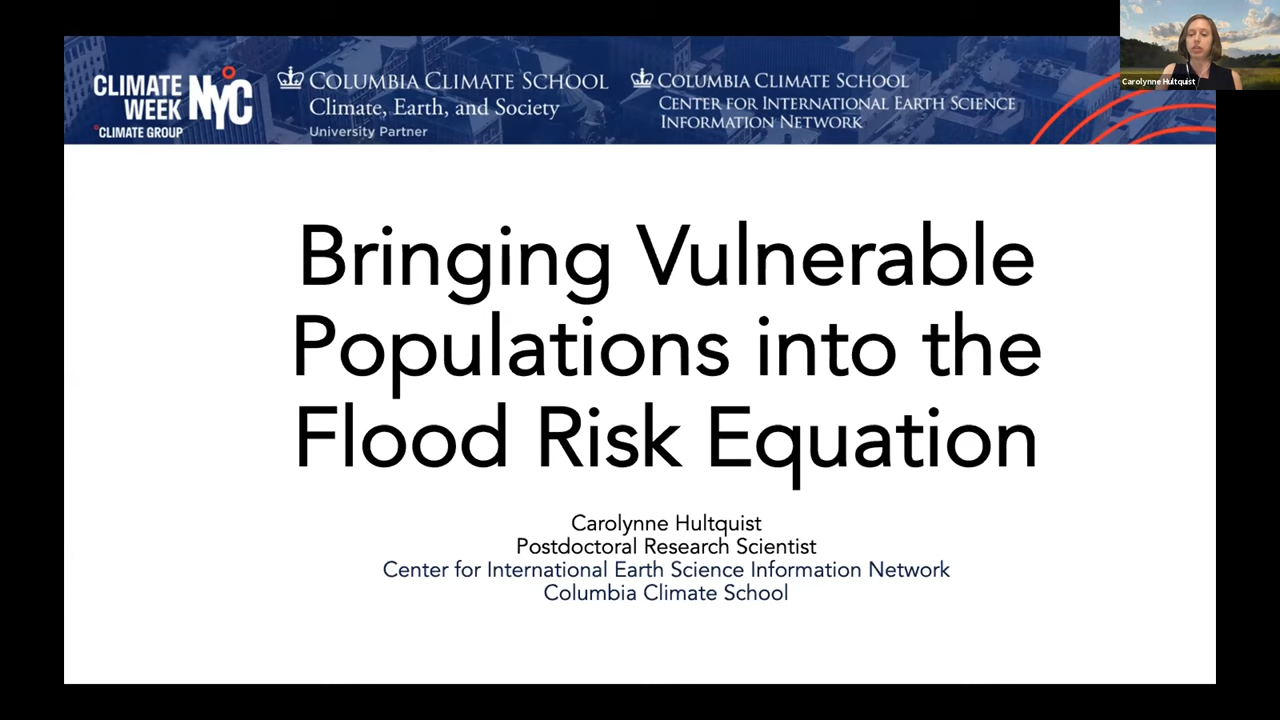 CLIMATE
WEEK NYC
°CLIMATE GROUP
COLUMBIA CLIMATE SCHOOL
Climate, Earth, and Society
University Partner
COLUMBIA CLIMATE SCHOOL
CENTER FOR INTERNATIONAL EARTH SCIENCE
INFORMATION NETWORK
Carolynne Hultquist
Bringing Vulnerable
Populations into the
Flood Risk Equation
Carolynne Hultquist
Postdoctoral Research Scientist
Center for International Earth Science Information Network
Columbia Climate School